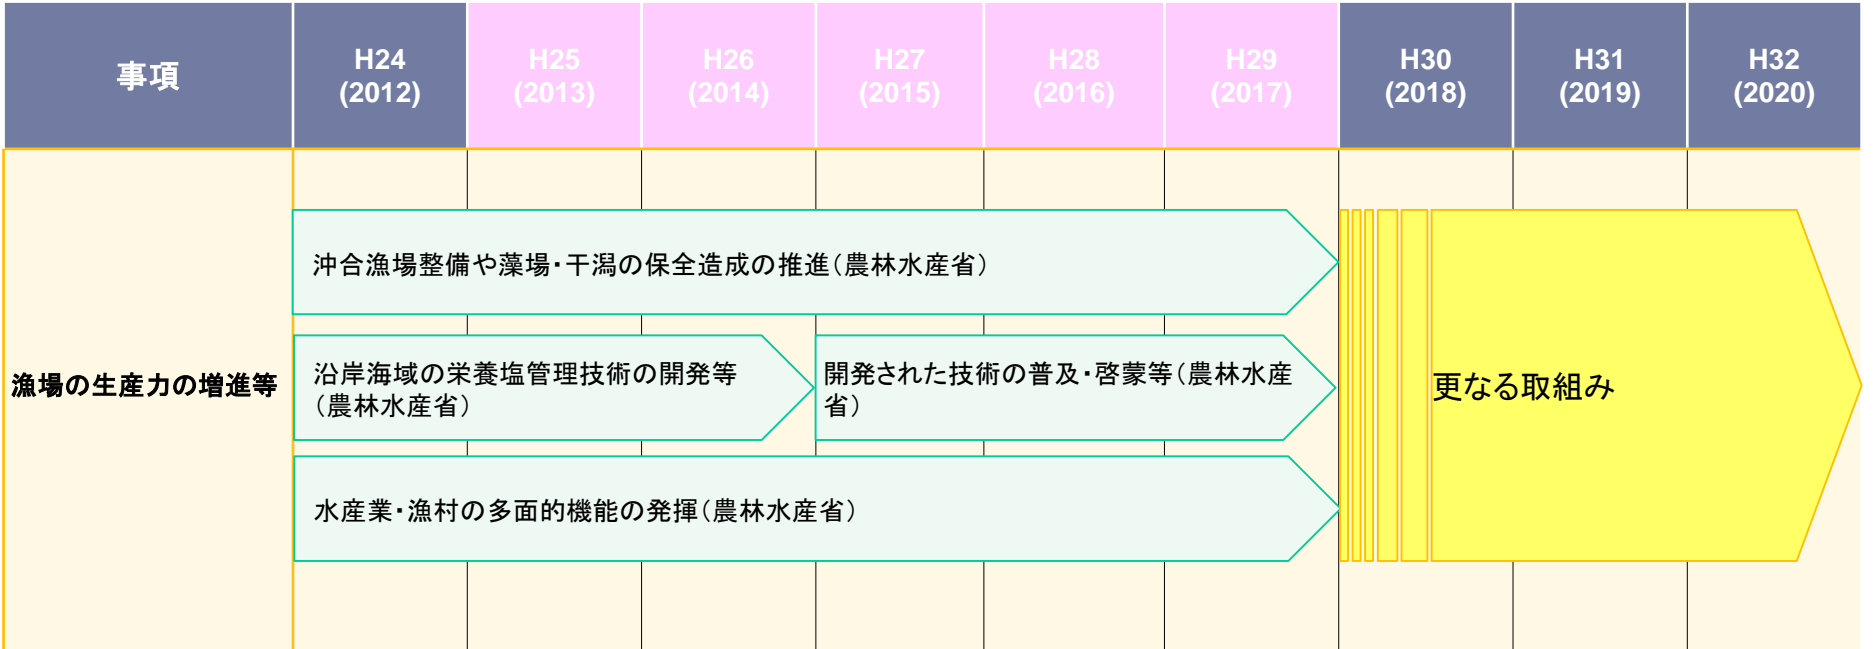 事項
H24
(2012)
H25
(2013)
H26
(2014)
H27
(2015)
H28
(2016)
H29
(2017)
H30
(2018)
H31
(2019)
H32
(2020)
漁場の生産力の増進等
沖合漁場整備や藻場・干潟の保全造成の推進（農林水産省）
沿岸海域の栄養塩管理技術の開発等
（農林水産省）
開発された技術の普及・啓蒙等（農林水産
省）
水産業・漁村の多面的機能の発揮（農林水産省）
更なる取組み